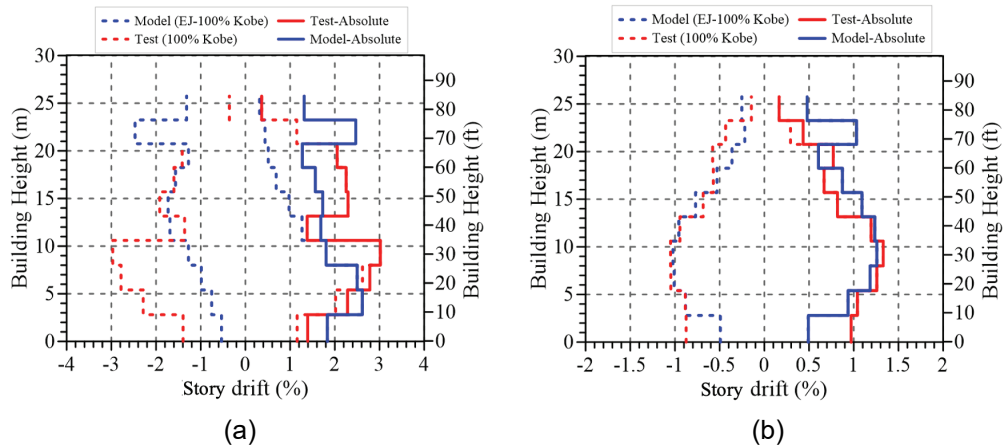 Model (EJ-100% Kobe) Test-Absolute
Test (100% Kobe) Model-Absolute
Building Height (m)
30
25
20
15
10
5
0
-4 -3 -2 -1 0 1 2 3 4
Story drift (%)
90
80
70
60
50
40
30
20
10
0
Building Height (ft)
(a)
Model (EJ-100% Kobe) Test-Absolute
Test (100% Kobe) Model-Absolute
Building Height (m)
30
25
20
15
10
5
0
-2 -1.5 -1 -0.5 0 0.5 1 1.5 2
Story drift (%)
90
80
70
60
50
40
30
20
10
0
Building Height (ft)
(b)